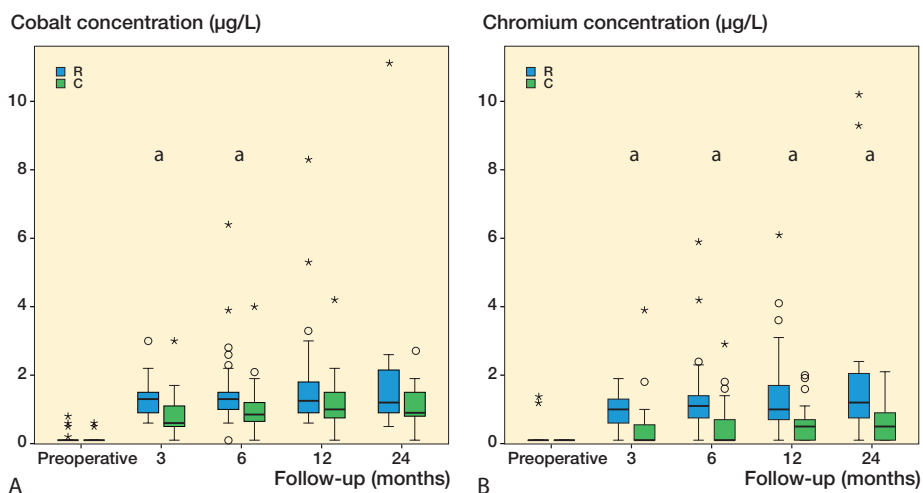 Cobalt concentration (µg/L)
R
C
10
8
6
4
2
0
a
a
Preoperative
3
6
12
24
Follow-up (months)
A
Chromium concentration (µg/L)
R
C
10
8
6
4
2
0
a
a
a
a
Preoperative
3
6
12
24
Follow-up (months)
B